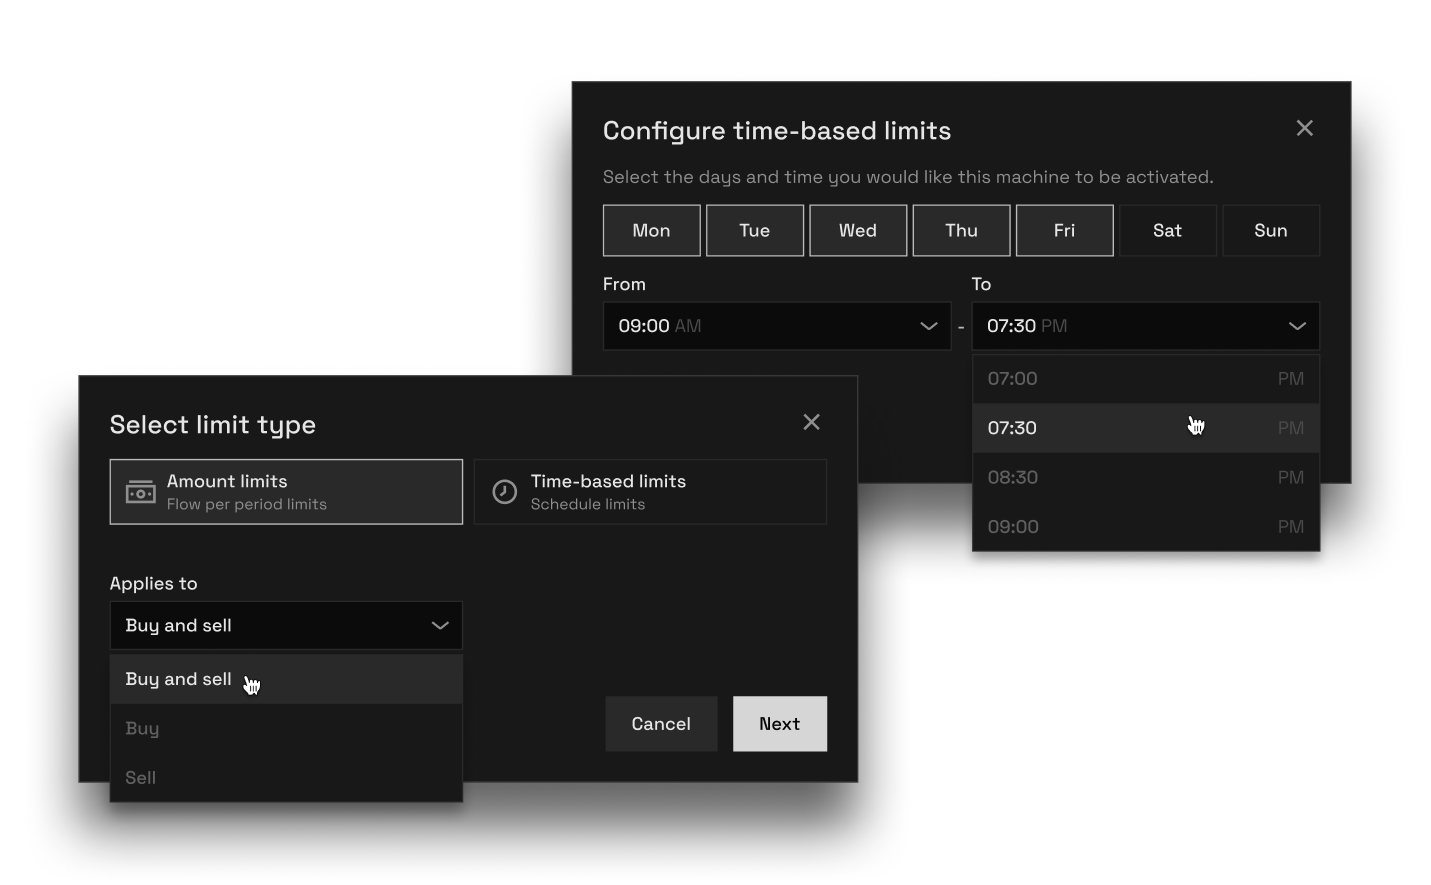 Configure time-based limits
Select the days and time you would like this machine to be activated.
Mon Tue Wed Thu Fri Sat Sun
From To
09:00 AM - 07:30 PM
07:00 PM
07:30 PM
08:30 PM
09:00 PM
Select limit type
Amount limits
Flow per period limits
Time-based limits
Schedule limits
Applies to
Buy and sell
Buy and sell
Buy
Sell
Cancel Next